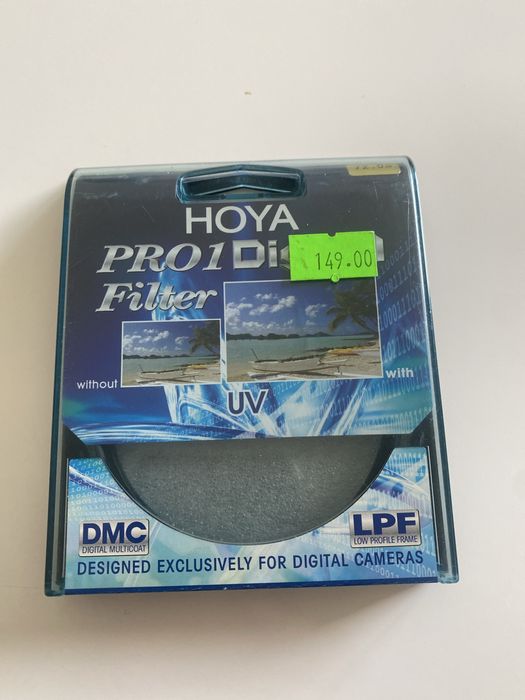 HOYA
PRO1
149.00
Filter
without
with
UV
DMC
DIGITAL MULTICOAT
LPF
LOW PROFILE FRAME
DESIGNED EXCLUSIVELY FOR DIGITAL CAMERAS